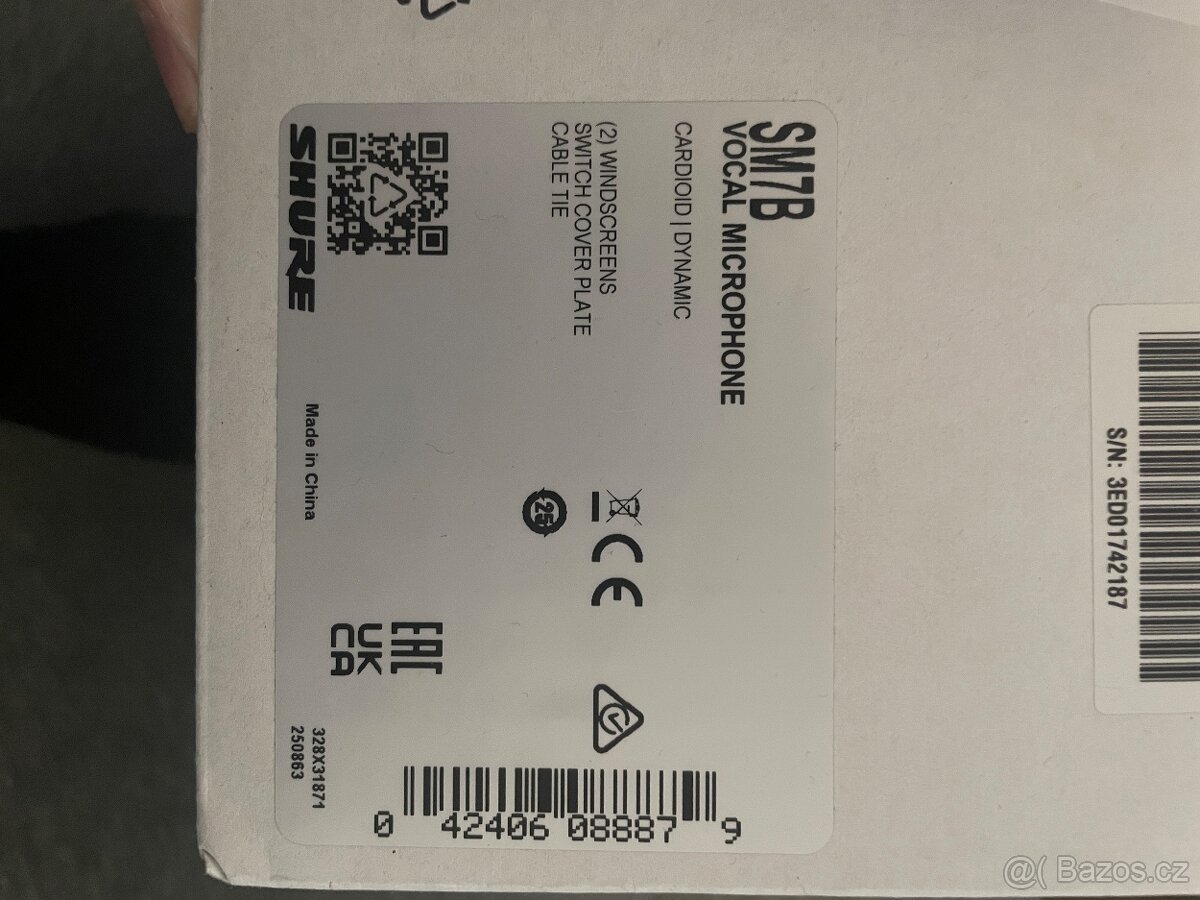 SM7B
VOCAL MICROPHONE
CARDIOID | DYNAMIC
(2) WINDSCREENS
SWITCH COVER PLATE
CABLE TIE
SHURE
Made in China
25
CE
EAC
UK
CA
328X31871
250863
0 42406 08887 9
S/N: 3ED01742187
@( Bazos.cz